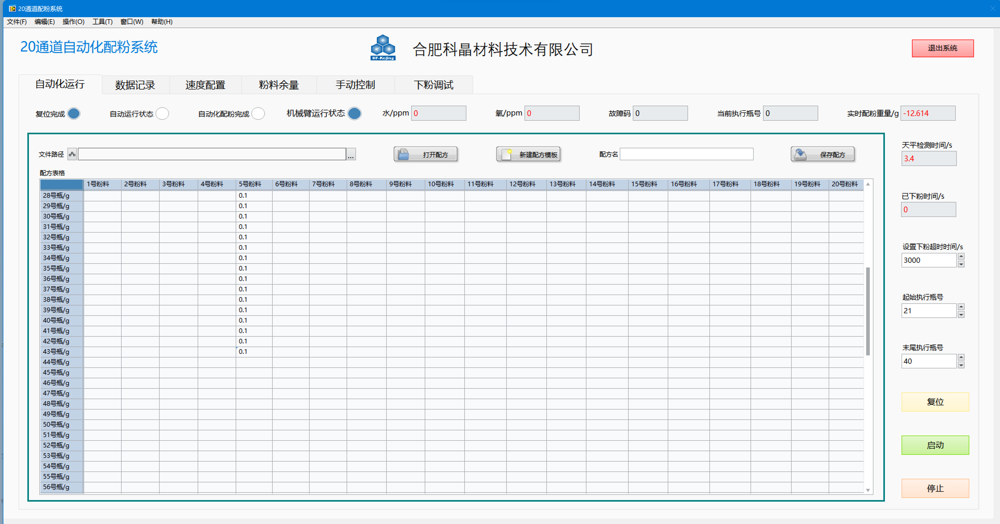 20通道配粉系统
文件(F) 编辑(E) 操作(O) 工具(T) 窗口(W) 帮助(H)
20通道自动化配粉系统
HF-Kejing
合肥科晶材料技术有限公司
退出系统
自动化运行 数据记录 速度配置 粉料余量 手动控制 下粉调试
复位完成 自动运行状态 自动化配粉完成 机械臂运行状态 水/ppm 0 氧/ppm 0 故障码 0 当前执行瓶号 0 实时配粉重量/g -12.614
文件路径 ... 打开配方 新建配方模板 配方名 保存配方
配方表格
1号粉料 2号粉料 3号粉料 4号粉料 5号粉料 6号粉料 7号粉料 8号粉料 9号粉料 10号粉料 11号粉料 12号粉料 13号粉料 14号粉料 15号粉料 16号粉料 17号粉料 18号粉料 19号粉料 20号粉料
28号瓶/g 0.1
29号瓶/g 0.1
30号瓶/g 0.1
31号瓶/g 0.1
32号瓶/g 0.1
33号瓶/g 0.1
34号瓶/g 0.1
35号瓶/g 0.1
36号瓶/g 0.1
37号瓶/g 0.1
38号瓶/g 0.1
39号瓶/g 0.1
40号瓶/g 0.1
41号瓶/g 0.1
42号瓶/g 0.1
43号瓶/g 0.1
44号瓶/g
45号瓶/g
46号瓶/g
47号瓶/g
48号瓶/g
49号瓶/g
50号瓶/g
51号瓶/g
52号瓶/g
53号瓶/g
54号瓶/g
55号瓶/g
56号瓶/g
天平检测时间/s
3.4
已下粉时间/s
0
设置下粉超时时间/s
3000
起始执行瓶号
21
末尾执行瓶号
40
复位
启动
停止